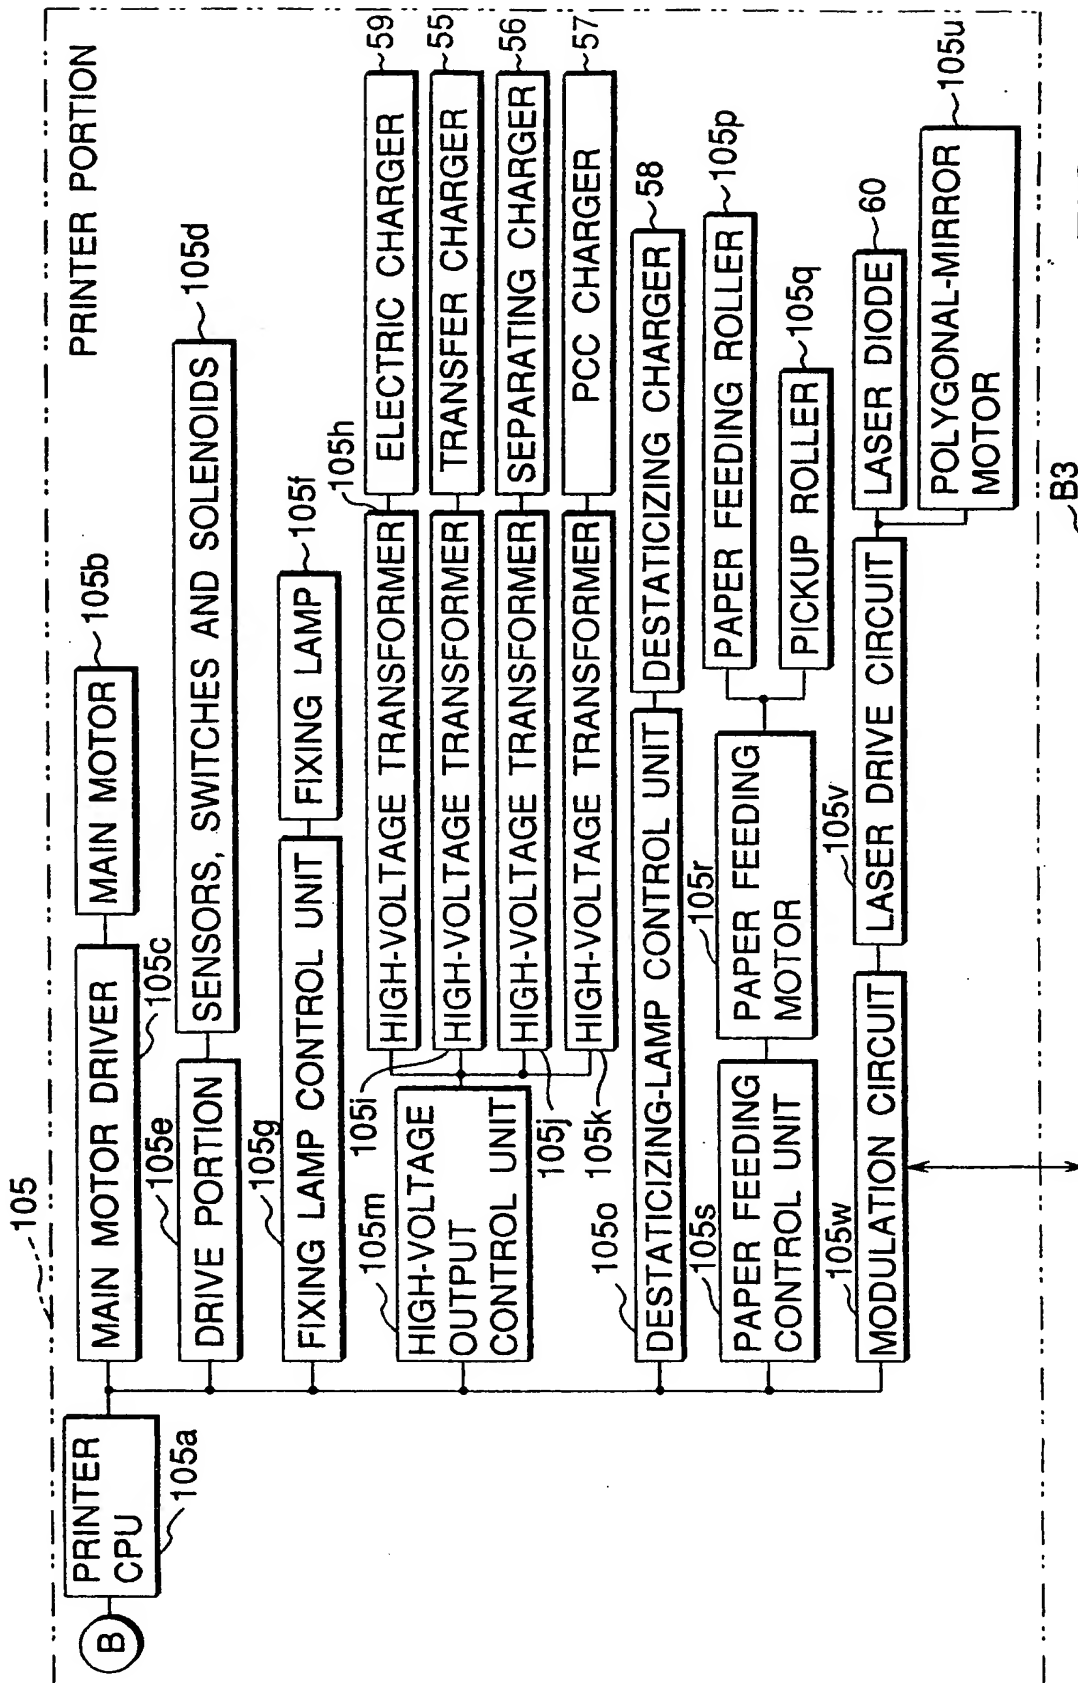 105
PRINTER PORTION
B
PRINTER
CPU
105a
MAIN MOTOR DRIVER
105c
MAIN MOTOR
105b
105e
DRIVE PORTION
SENSORS, SWITCHES AND SOLENOIDS
105d
105g
FIXING LAMP CONTROL UNIT
FIXING LAMP
105f
105m
HIGH-VOLTAGE
OUTPUT
CONTROL UNIT
HIGH-VOLTAGE TRANSFORMER
105h
ELECTRIC CHARGER
59
105i
HIGH-VOLTAGE TRANSFORMER
TRANSFER CHARGER
55
105j
HIGH-VOLTAGE TRANSFORMER
SEPARATING CHARGER
56
105k
HIGH-VOLTAGE TRANSFORMER
PCC CHARGER
57
105o
DESTATICIZING-LAMP CONTROL UNIT
DESTATICIZING CHARGER
58
105s
PAPER FEEDING
CONTROL UNIT
105r
PAPER FEEDING
MOTOR
PAPER FEEDING ROLLER
105p
PICKUP ROLLER
105q
105w
MODULATION CIRCUIT
105v
LASER DRIVE CIRCUIT
LASER DIODE
60
POLYGONAL-MIRROR
MOTOR
105u
B3